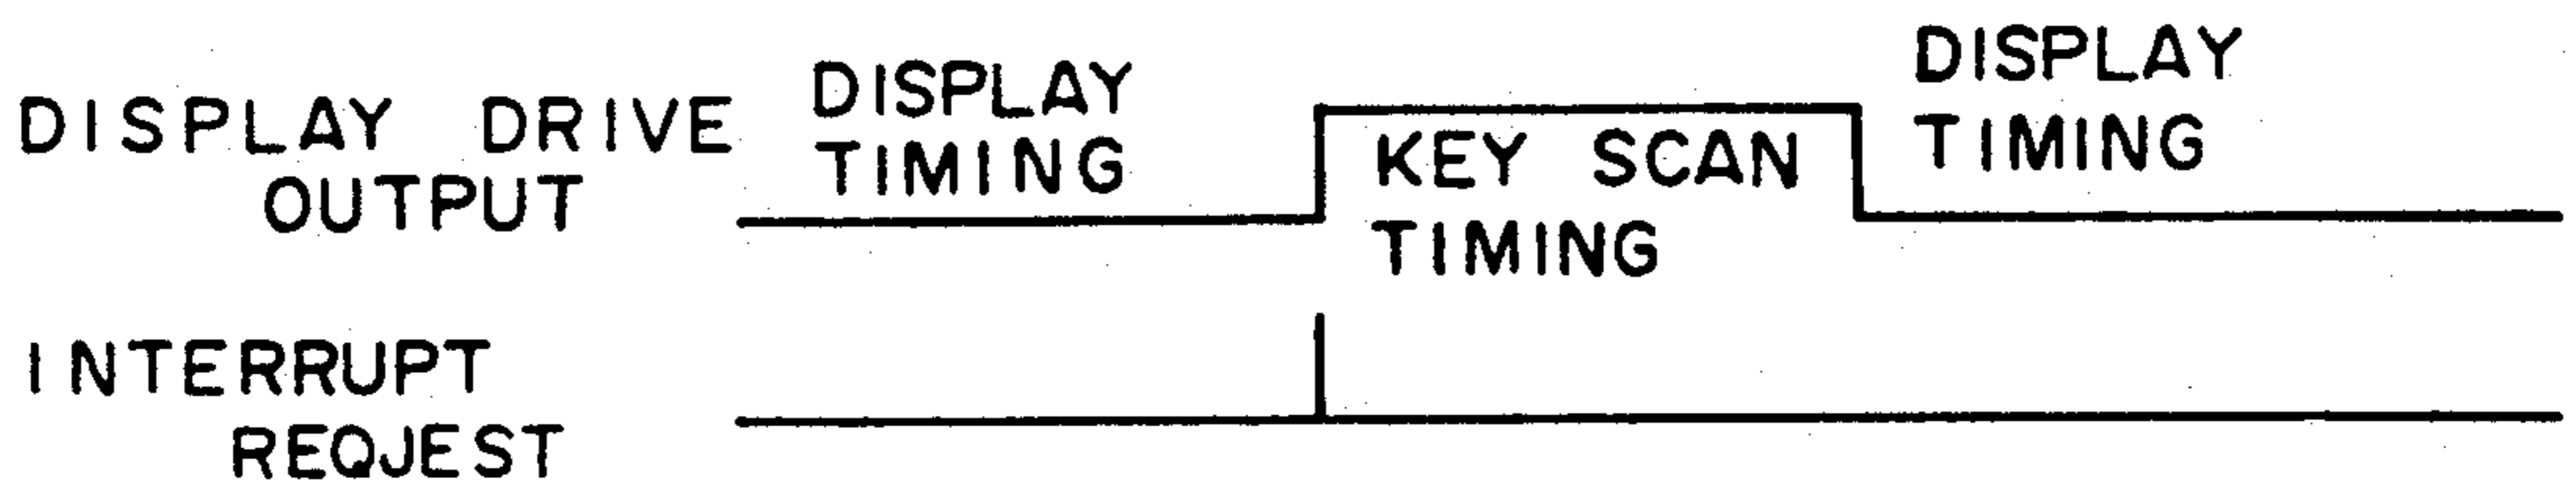 DISPLAY DRIVE
OUTPUT
DISPLAY
TIMING
KEY SCAN
TIMING
DISPLAY
TIMING
INTERRUPT
REQJEST